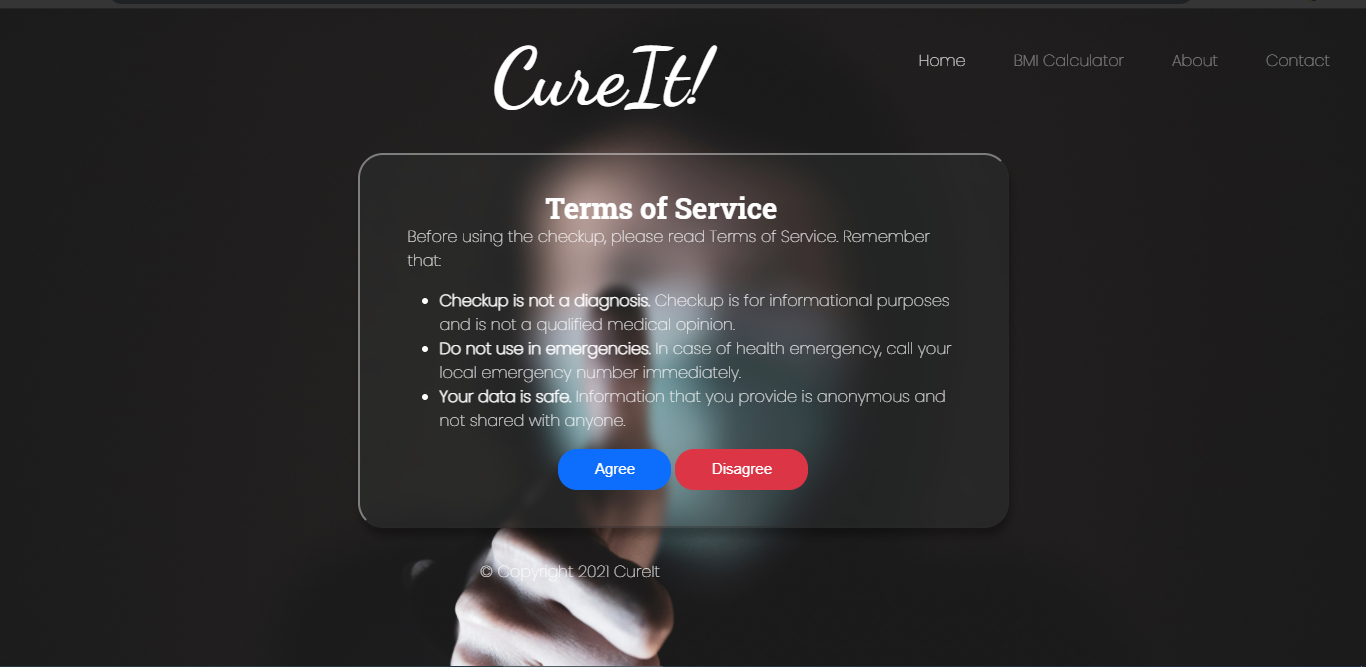 CureIt!
Home BMI Calculator About Contact
Terms of Service
Before using the checkup, please read Terms of Service. Remember
that:
Checkup is not a diagnosis. Checkup is for informational purposes
and is not a qualified medical opinion.
Do not use in emergencies. In case of health emergency, call your
local emergency number immediately.
Your data is safe. Information that you provide is anonymous and
not shared with anyone.
Agree Disagree
© Copyright 2021 CureIt